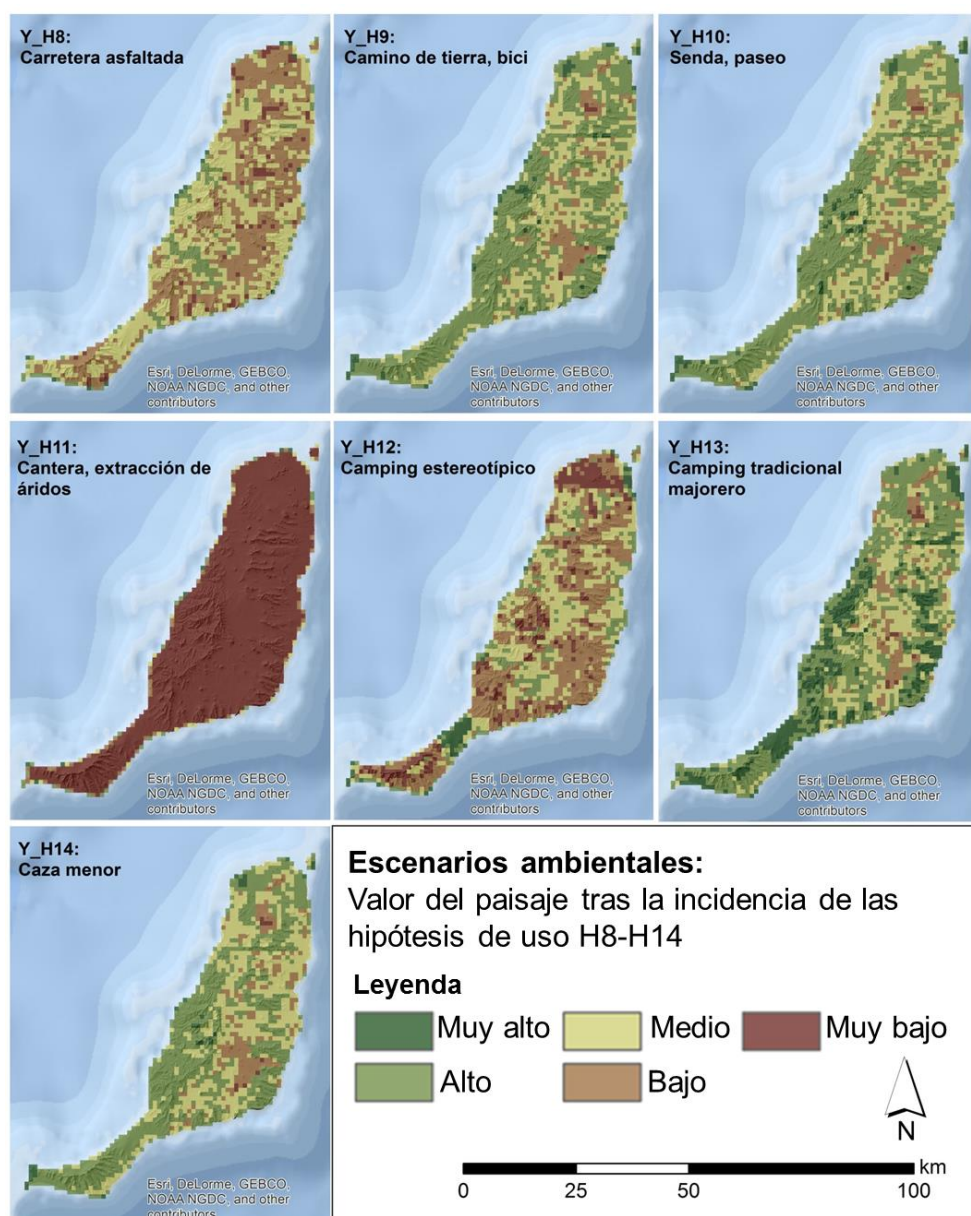 Y_H8:
Carretera asfaltada
Esri, DeLorme, GEBCO,
NOAA NGDC, and other
contributors
Y_H9:
Camino de tierra, bici
Esri, DeLorme, GEBCO,
NOAA NGDC, and other
contributors
Y_H10:
Senda, paseo
Esri, DeLorme, GEBCO,
NOAA NGDC, and other
contributors
Y_H11:
Cantera, extracción de
áridos
Esri, DeLorme, GEBCO,
NOAA NGDC, and other
contributors
Y_H12:
Camping estereotípico
Esri, DeLorme, GEBCO,
NOAA NGDC, and other
contributors
Y_H13:
Camping tradicional
majorero
Esri, DeLorme, GEBCO,
NOAA NGDC, and other
contributors
Y_H14:
Caza menor
Esri, DeLorme, GEBCO,
NOAA NGDC, and other
contributors
Escenarios ambientales:
Valor del paisaje tras la incidencia de las
hipótesis de uso H8-H14
Leyenda
Muy alto Medio Muy bajo
Alto Bajo
N
km
0 25 50 100